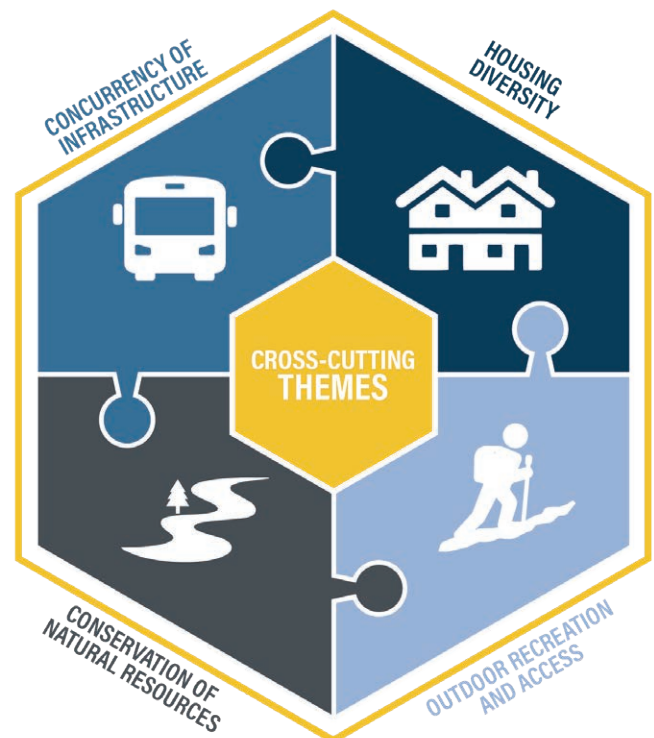 CONCURRENCY OF
INFRASTRUCTURE
HOUSING
DIVERSITY
CROSS-CUTTING
THEMES
CONSERVATION OF
NATURAL RESOURCES
OUTDOOR RECREATION
AND ACCESS